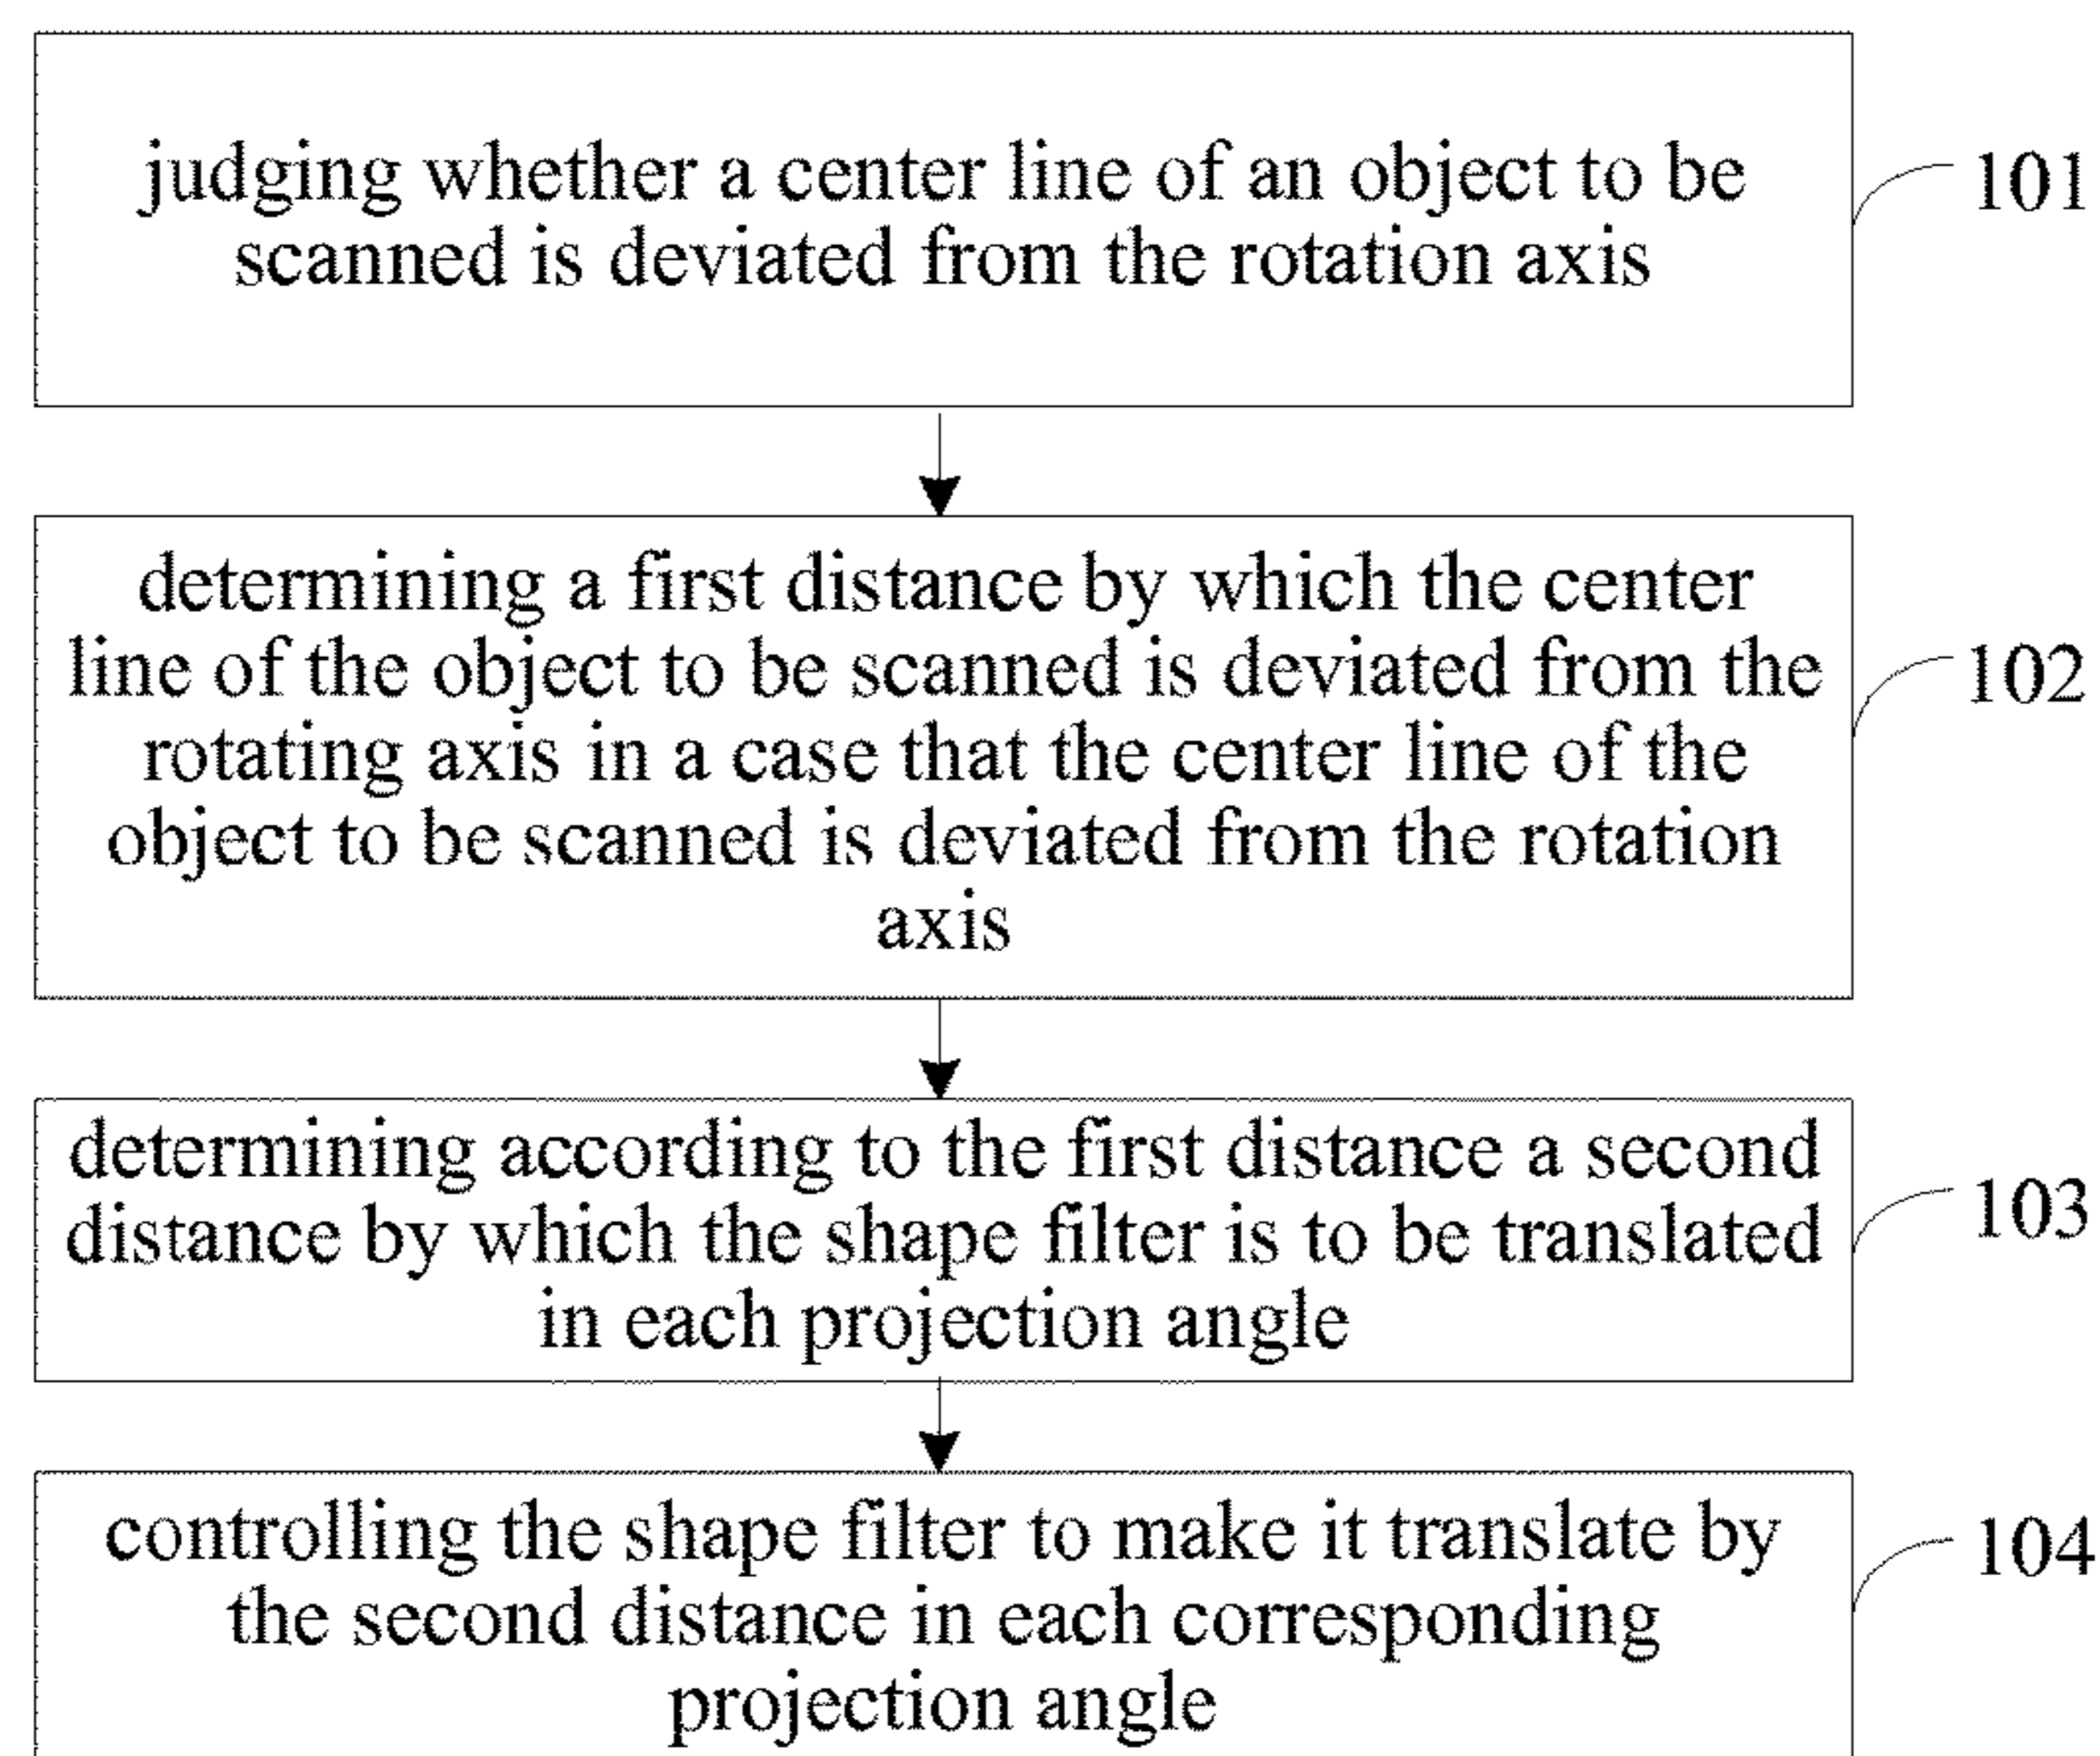 judging whether a center line of an object to be
scanned is deviated from the rotation axis
101
determining a first distance by which the center
line of the object to be scanned is deviated from the
rotating axis in a case that the center line of the
object to be scanned is deviated from the rotation
axis
102
determining according to the first distance a second
distance by which the shape filter is to be translated
in each projection angle
103
controlling the shape filter to make it translate by
the second distance in each corresponding
projection angle
104